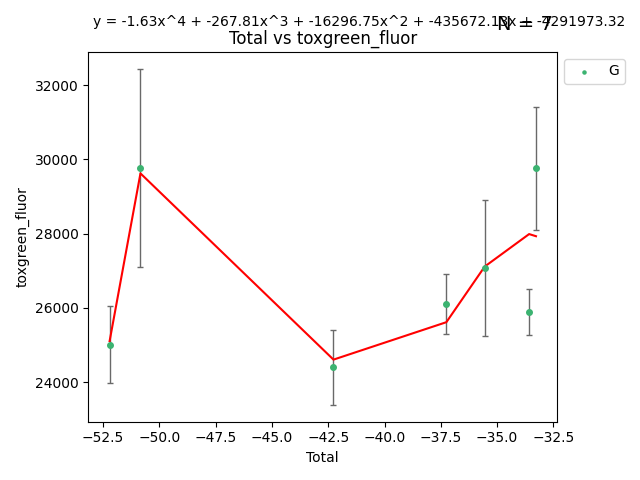 y = -1.63x^4 + -267.81x^3 + -16296.75x^2 + -435672.13x + -4291973.32
N = 7
Total vs toxgreen_fluor
G
32000
30000
28000
26000
24000
toxgreen_fluor
−52.5 −50.0 −47.5 −45.0 −42.5 −40.0 −37.5 −35.0 −32.5
Total